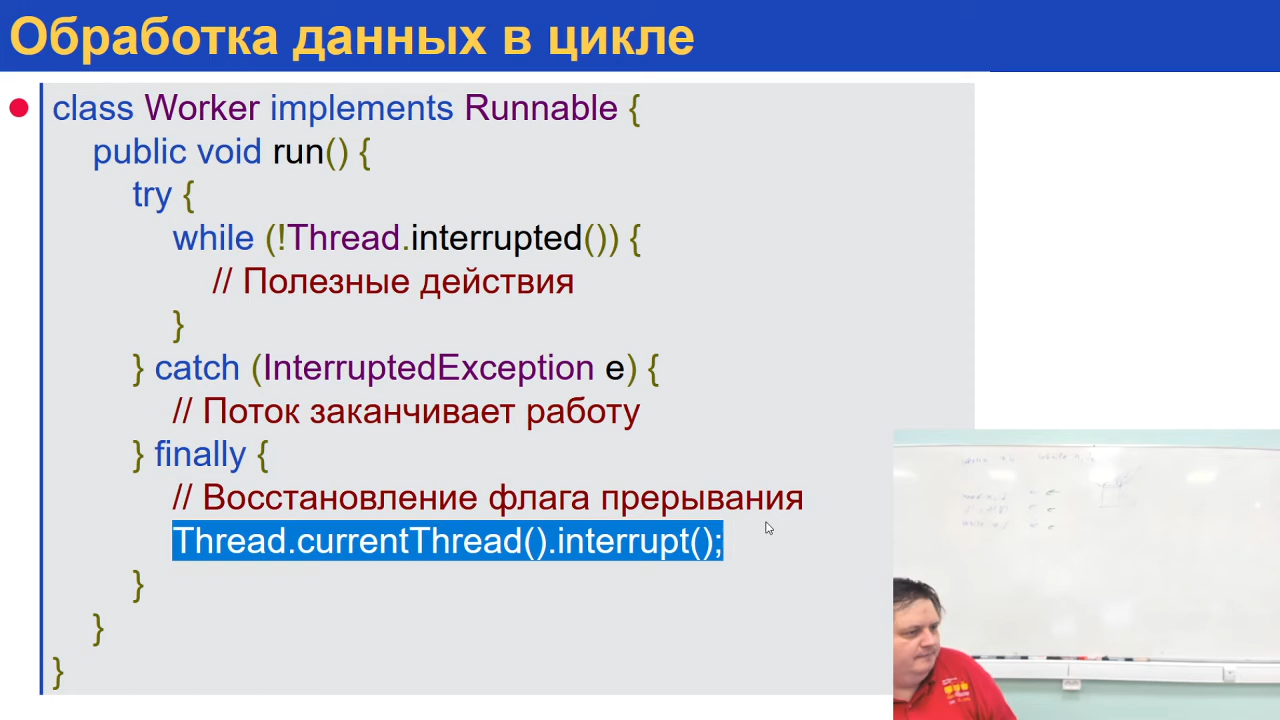 Обработка данных в цикле
class Worker implements Runnable {
public void run() {
try {
while (!Thread.interrupted()) {
// Полезные действия
}
} catch (InterruptedException e) {
// Поток заканчивает работу
} finally {
// Восстановление флага прерывания
Thread.currentThread().interrupt();
}
}
}